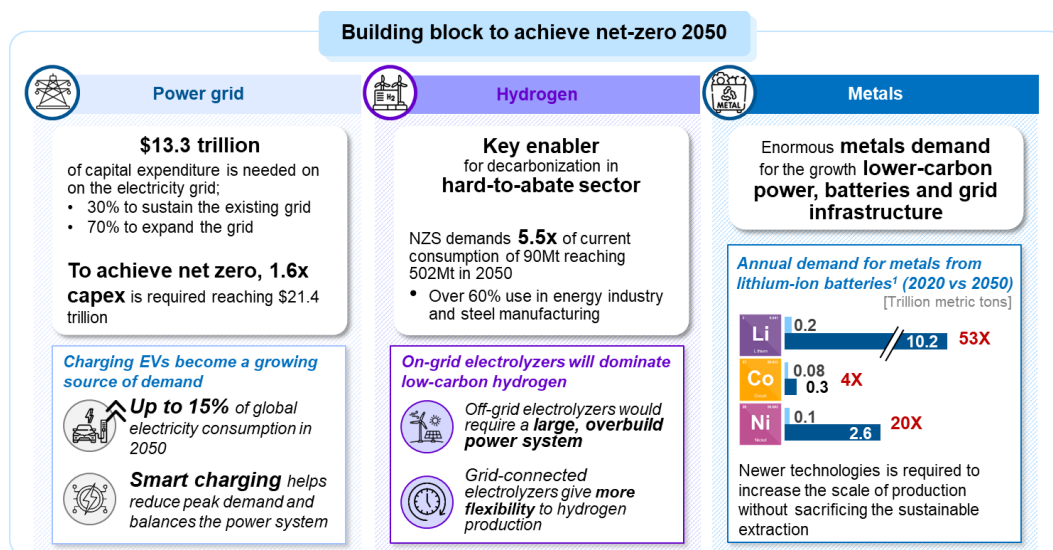 Building block to achieve net-zero 2050
Power grid
$13.3 trillion
of capital expenditure is needed on
on the electricity grid;
• 30% to sustain the existing grid
• 70% to expand the grid
To achieve net zero, 1.6x
capex is required reaching $21.4
trillion
Charging EVs become a growing
source of demand
Up to 15% of global
electricity consumption in
2050
Smart charging helps
reduce peak demand and
balances the power system
H2
Hydrogen
Key enabler
for decarbonization in
hard-to-abate sector
NZS demands 5.5x of current
consumption of 90Mt reaching
502Mt in 2050
• Over 60% use in energy industry
and steel manufacturing
On-grid electrolyzers will dominate
low-carbon hydrogen
Off-grid electrolyzers would
require a large, overbuild
power system
Grid-connected
electrolyzers give more
flexibility to hydrogen
production
METAL
Metals
Enormous metals demand
for the growth lower-carbon
power, batteries and grid
infrastructure
Annual demand for metals from
lithium-ion batteries¹ (2020 vs 2050)
[Trillion metric tons]
Li
0.2
10.2
53X
Co
0.08
0.3
4X
Ni
0.1
2.6
20X
Newer technologies is required to
increase the scale of production
without sacrificing the sustainable
extraction